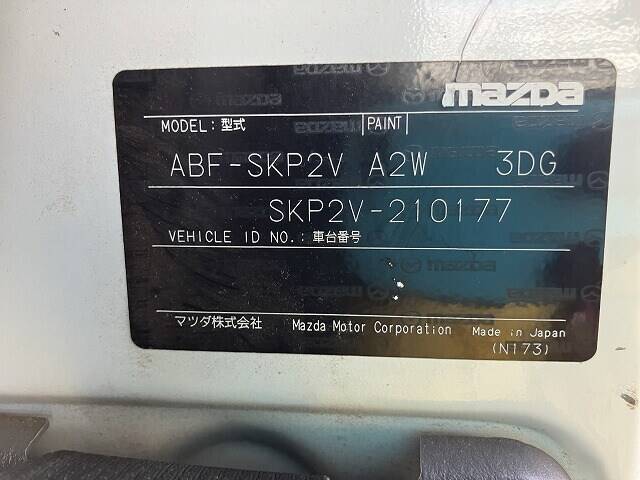 mazda
MODEL: 型式 PAINT
ABF-SKP2V A2W 3DG
SKP2V-210177
VEHICLE ID NO.: 車台番号
マツダ株式会社 Mazda Motor Corporation Made in Japan
(N173)